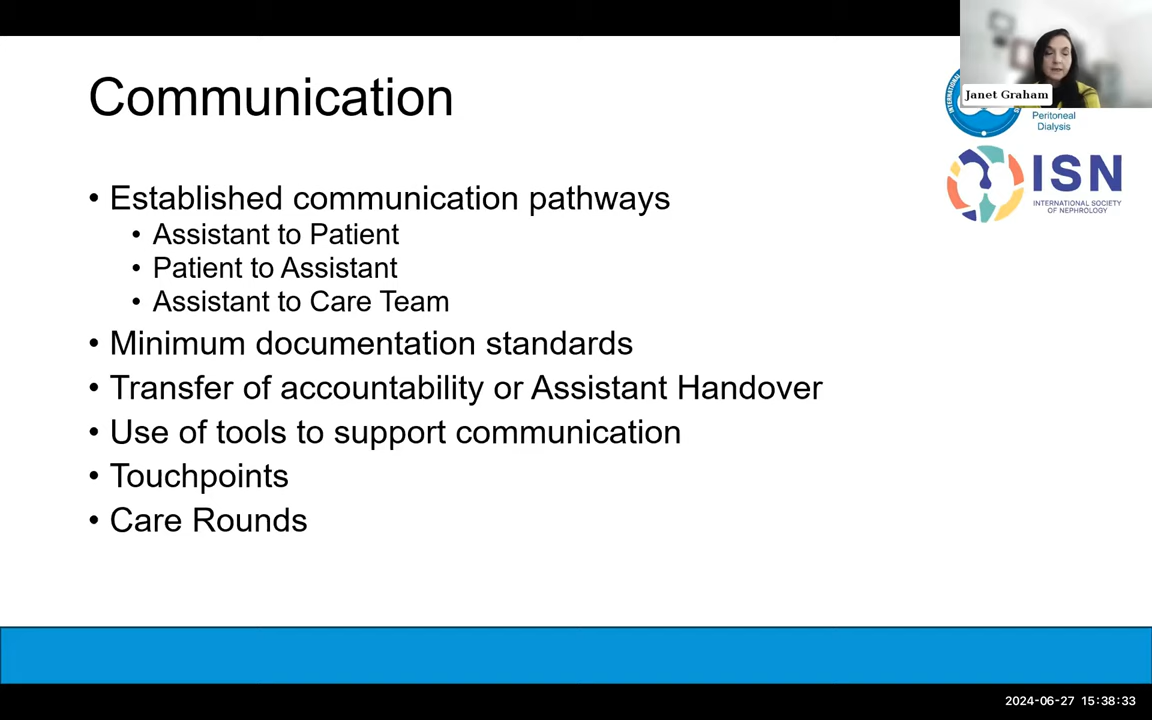 Communication
Janet Graham
Peritoneal
Dialysis
ISN
INTERNATIONAL SOCIETY
OF NEPHROLOGY
• Established communication pathways
• Assistant to Patient
• Patient to Assistant
• Assistant to Care Team
• Minimum documentation standards
• Transfer of accountability or Assistant Handover
• Use of tools to support communication
• Touchpoints
• Care Rounds
2024-06-27 15:38:33